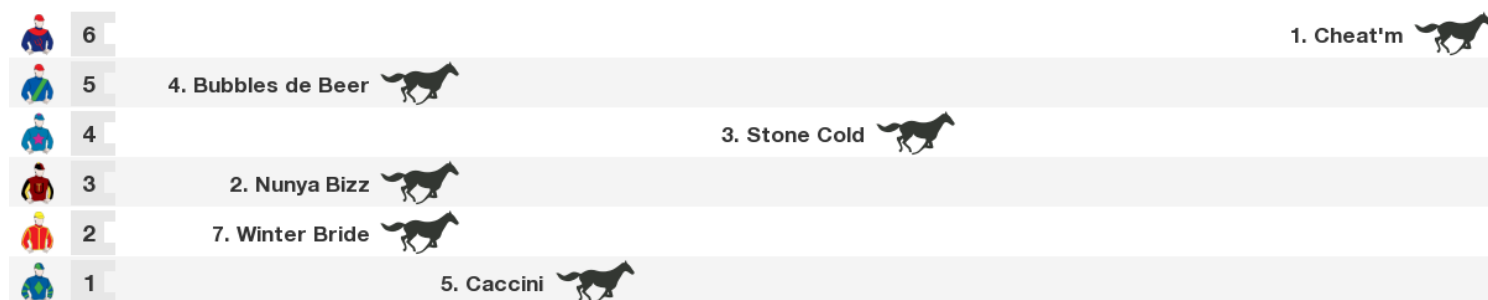 6 1. Cheat'm
5 4. Bubbles de Beer
4 3. Stone Cold
3 2. Nunya Bizz
2 7. Winter Bride
1 5. Caccini